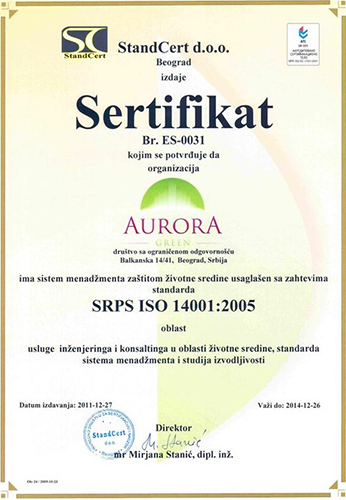 SC
StandCert
StandCert d.o.o.
Beograd
izdaje
Sertifikat
Br. ES-0031
kojim se potvrđuje da
organizacija
AURORA
GREEN
društvo sa ograničenom odgovornošću
Balkanska 14/41, Beograd, Srbija
ima sistem menadžmenta zaštitom životne sredine usaglašen sa zahtevima
standarda
SRPS ISO 14001:2005
oblast
usluge inženjeringa i konsaltinga u oblasti životne sredine, standarda
sistema menadžmenta i studija izvodljivosti
Datum izdavanja: 2011-12-27
Važi do: 2014-12-26
Direktor
StandCert
d.o.o.
M. Stanić
mr Mirjana Stanić, dipl. inž.